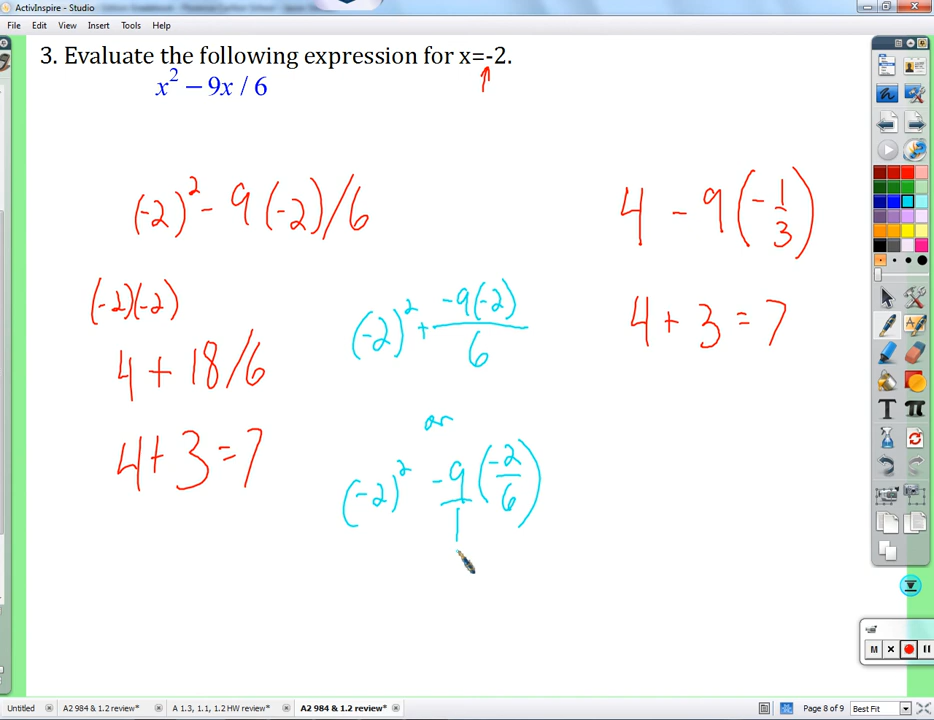 ActivInspire - Studio
File Edit View Insert Tools Help
3. Evaluate the following expression for x=-2.
x² − 9x / 6
(-2)² - 9(-2)/6
(-2)(-2)
4 + 18/6
4+3=7
(-2)² + -9(-2)/6
or
(-2)² -9/1 (-2/6)
4 - 9(-1/3)
4+3=7
T π
M
Untitled
A2 984 & 1.2 review*
A 1.3, 1.1, 1.2 HW review*
A2 984 & 1.2 review*
Page 8 of 9
Best Fit